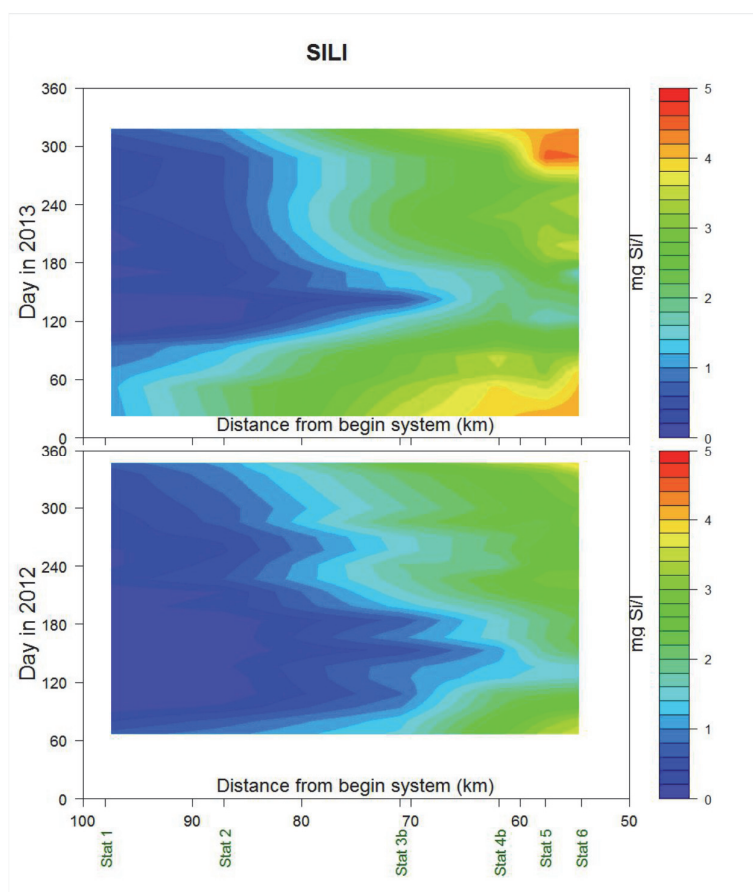 SILI
360
300
240
180
120
60
0
Day in 2013
Distance from begin system (km)
5
4
3
2
1
0
mg Si/l
360
300
240
180
120
60
0
Day in 2012
Distance from begin system (km)
5
4
3
2
1
0
mg Si/l
100
90
80
70
60
50
Stat 1
Stat 2
Stat 3b
Stat 4b
Stat 5
Stat 6